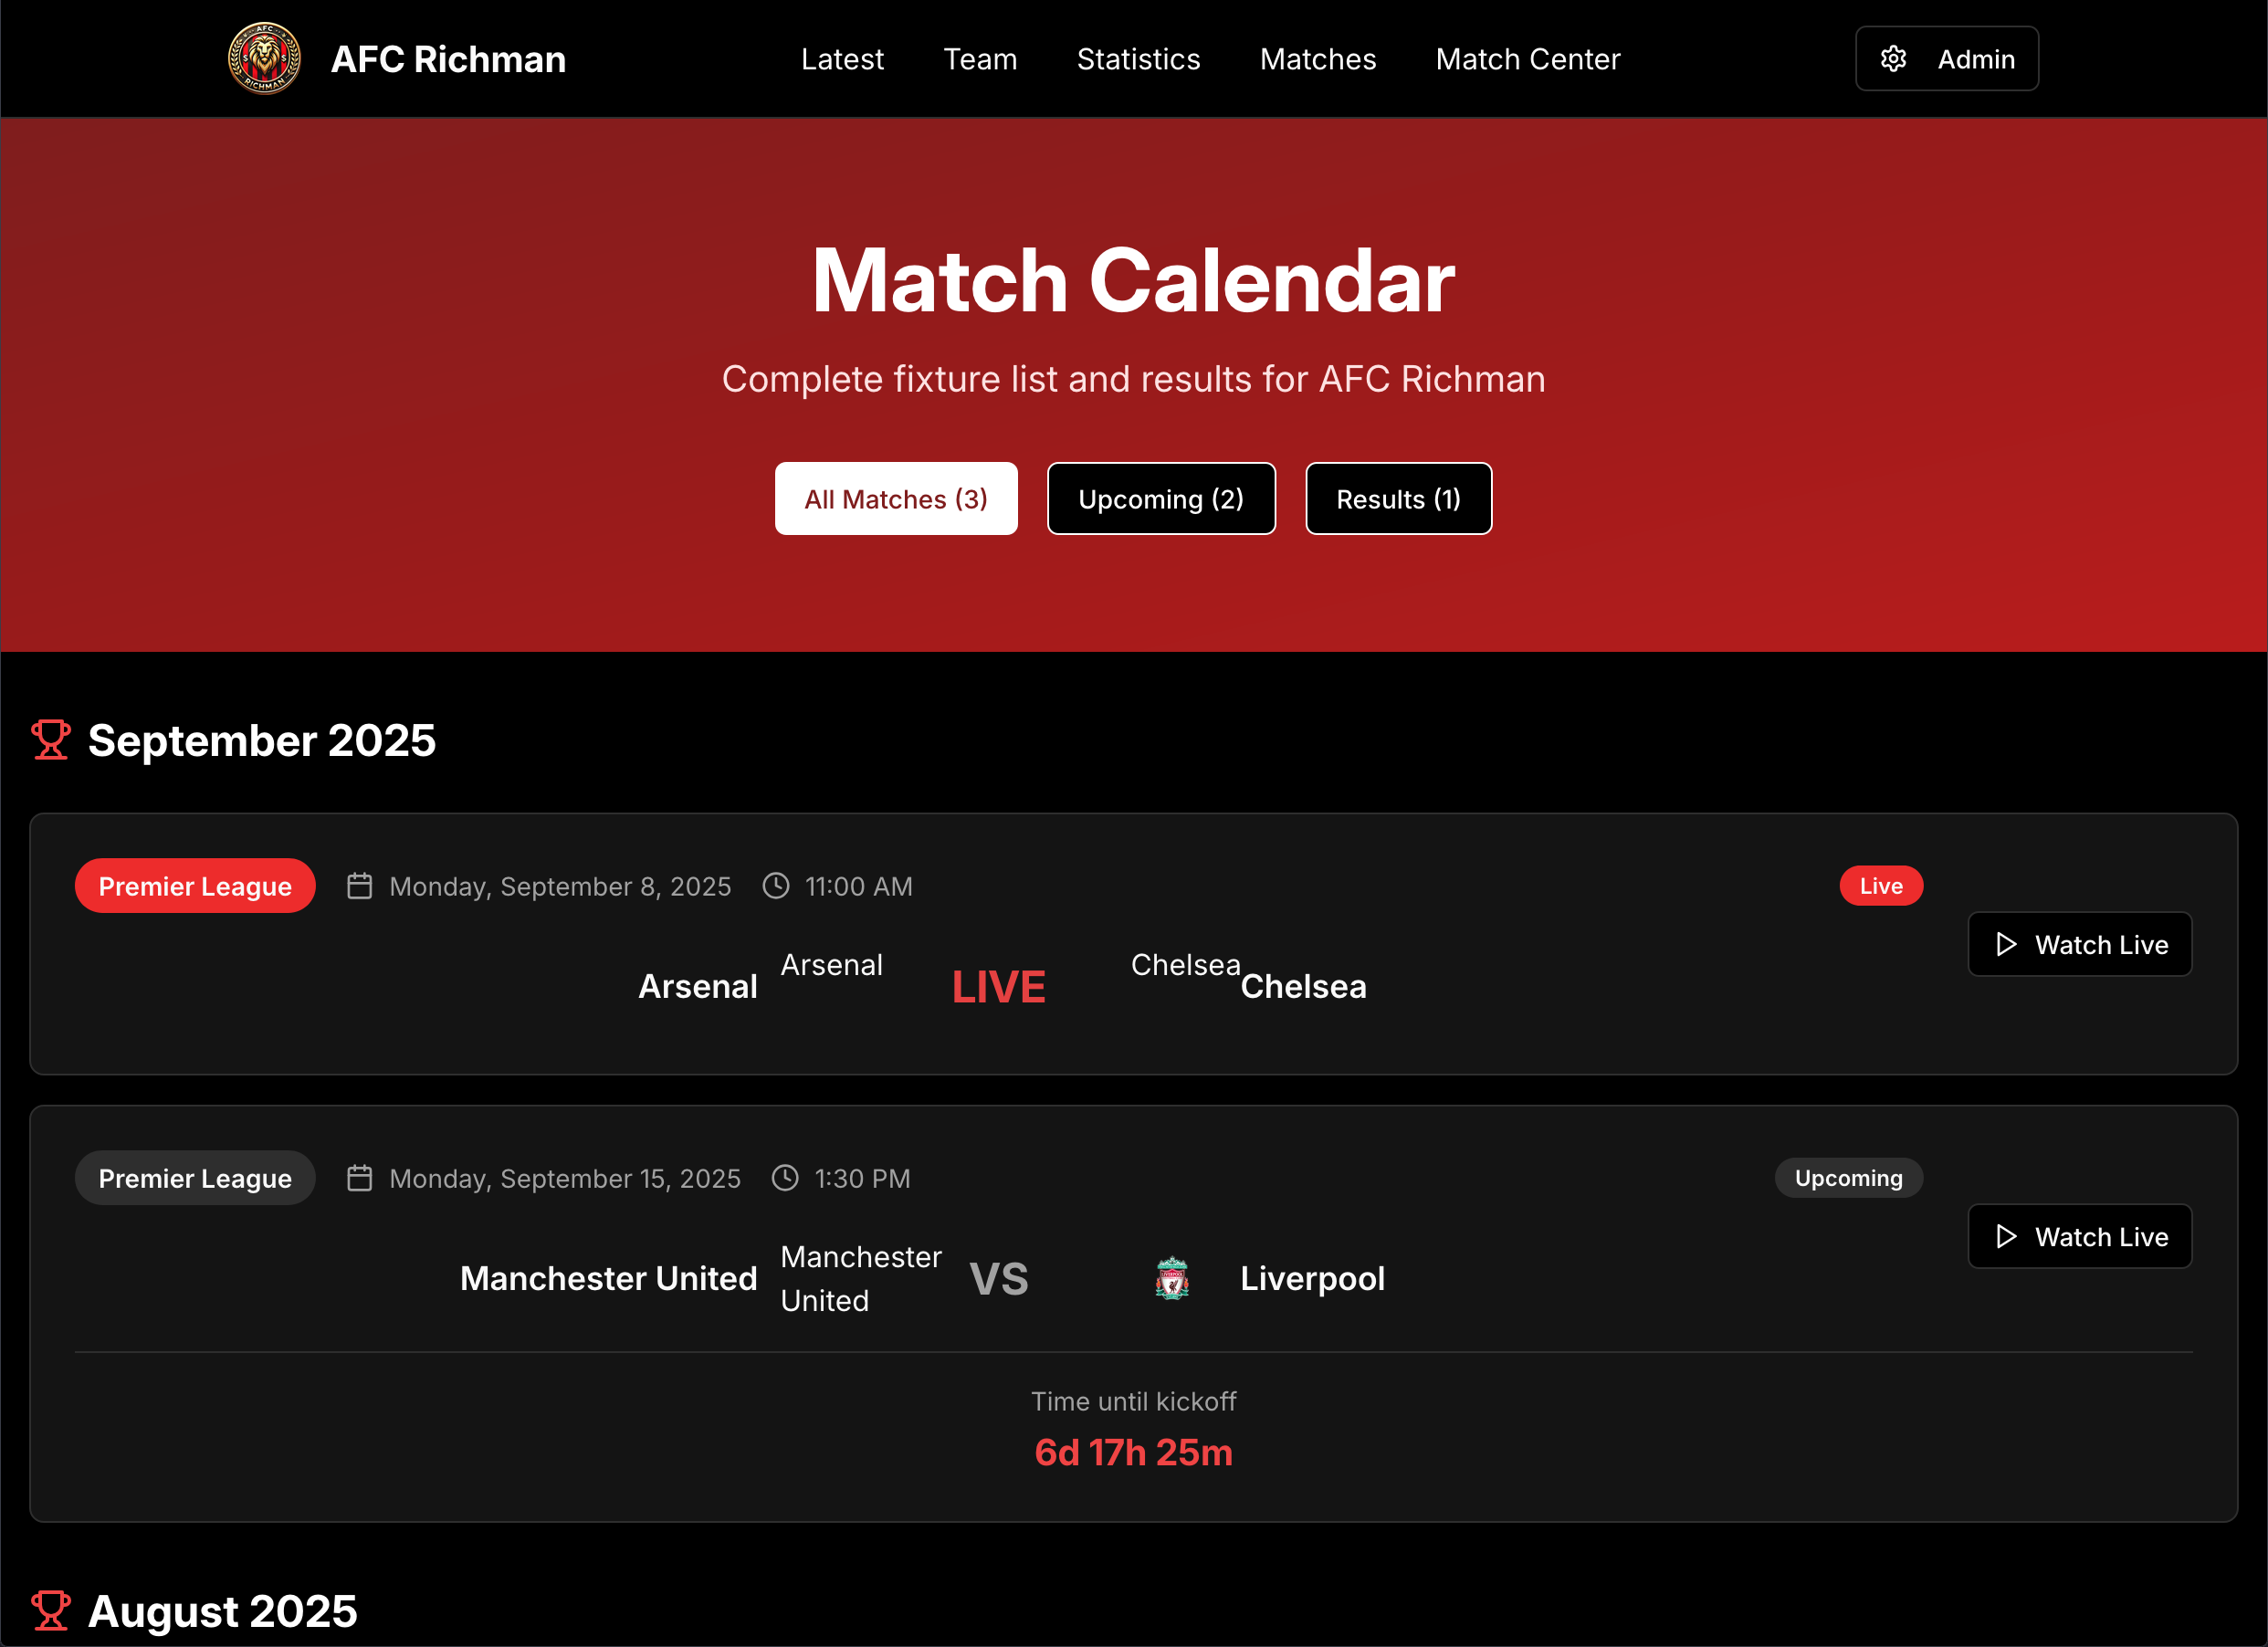 AFC
RICHMAN
AFC Richman
Latest Team Statistics Matches Match Center
Admin
Match Calendar
Complete fixture list and results for AFC Richman
All Matches (3) Upcoming (2) Results (1)
September 2025
Premier League Monday, September 8, 2025 11:00 AM Live
Watch Live
Arsenal Arsenal LIVE Chelsea Chelsea
Premier League Monday, September 15, 2025 1:30 PM Upcoming
Watch Live
Manchester United Manchester United VS Liverpool
Time until kickoff
6d 17h 25m
August 2025